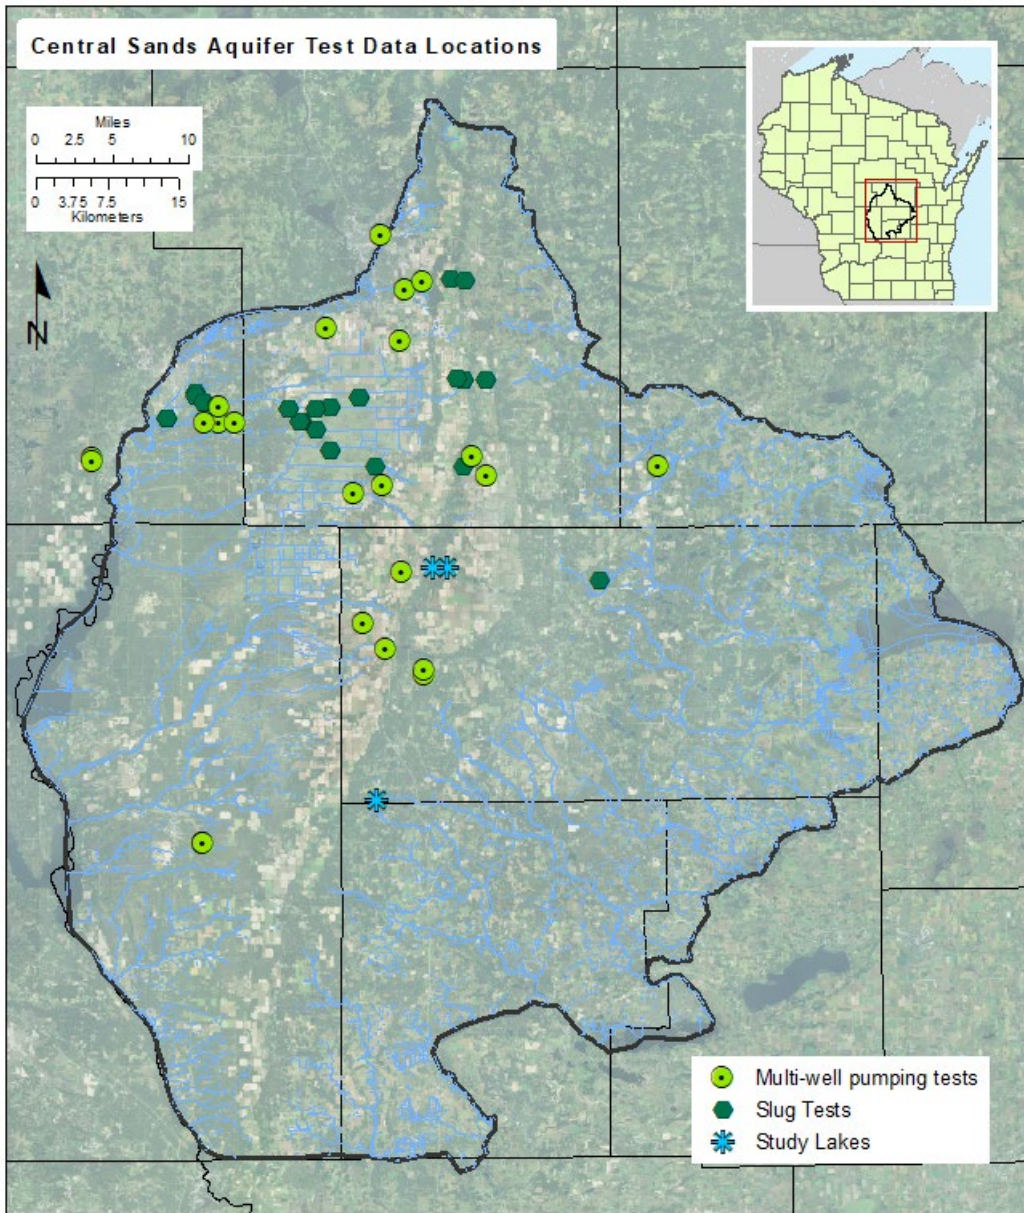 Central Sands Aquifer Test Data Locations
Miles
0 2.5 5 10
0 3.75 7.5 15
Kilometers
N
Multi-well pumping tests
Slug Tests
Study Lakes